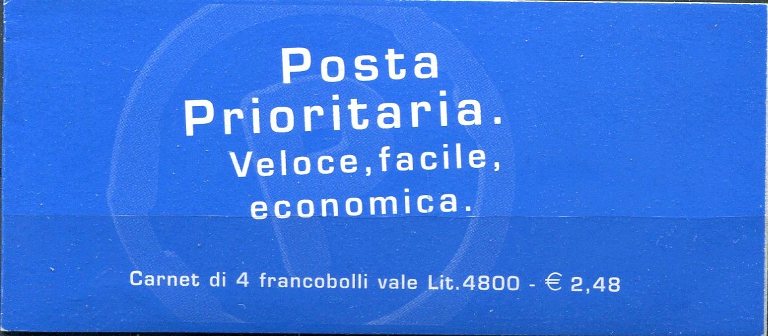 Posta
Prioritaria.
Veloce, facile,
economica.
Carnet di 4 francobolli vale Lit.4800 - € 2,48